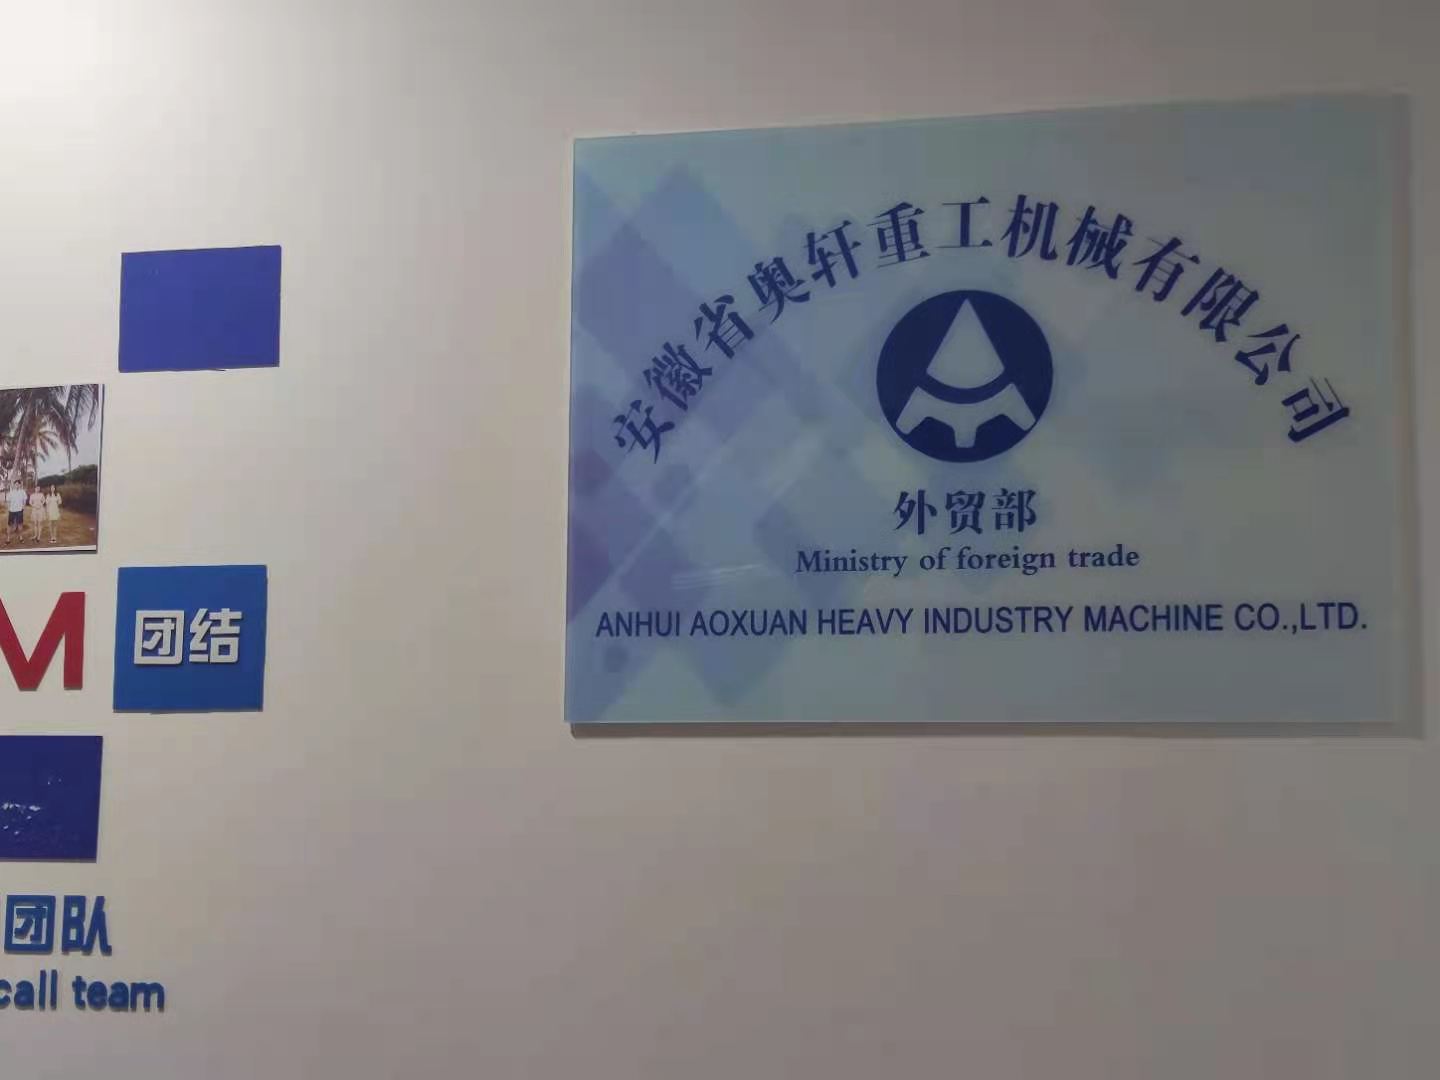 安徽省奥轩重工机械有限公司
外贸部
Ministry of foreign trade
ANHUI AOXUAN HEAVY INDUSTRY MACHINE CO.,LTD.
M
团结
团队
call team